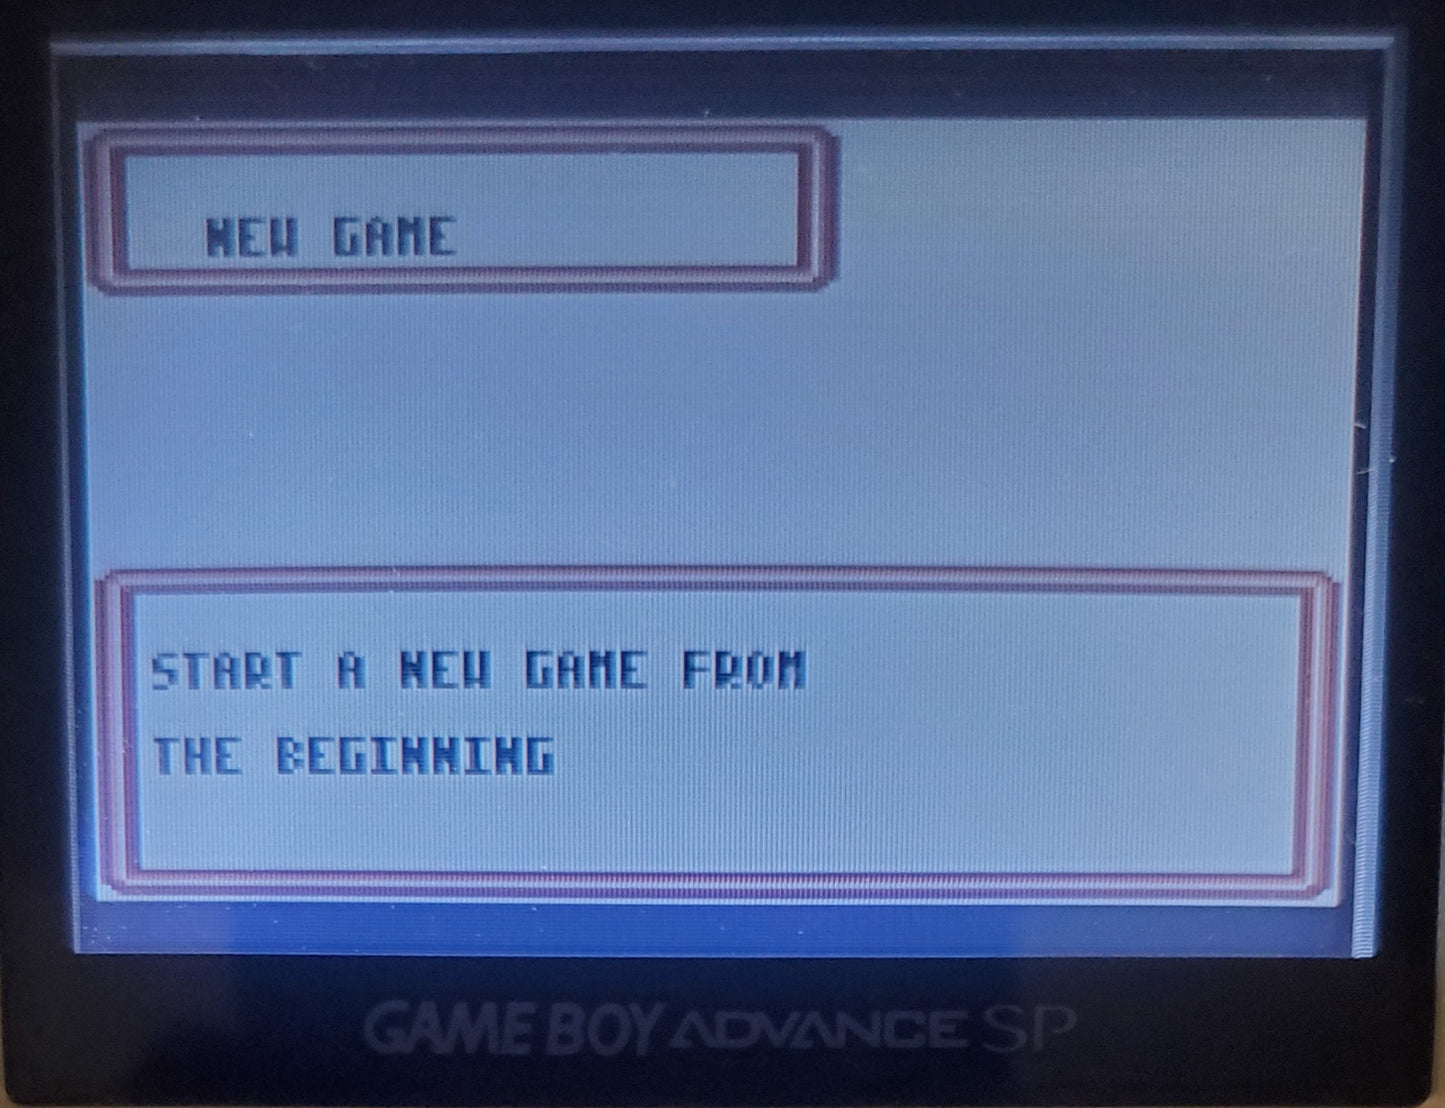 NEW GAME
START A NEW GAME FROM
THE BEGINNING
GAME BOY ADVANCE SP